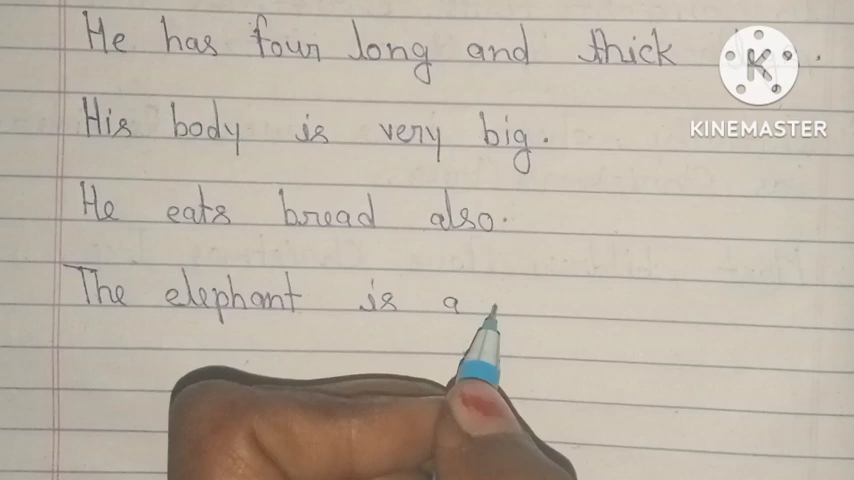 He has four long and thick .
K
KINEMASTER
His body is very big.
He eats bread also.
The elephant is a